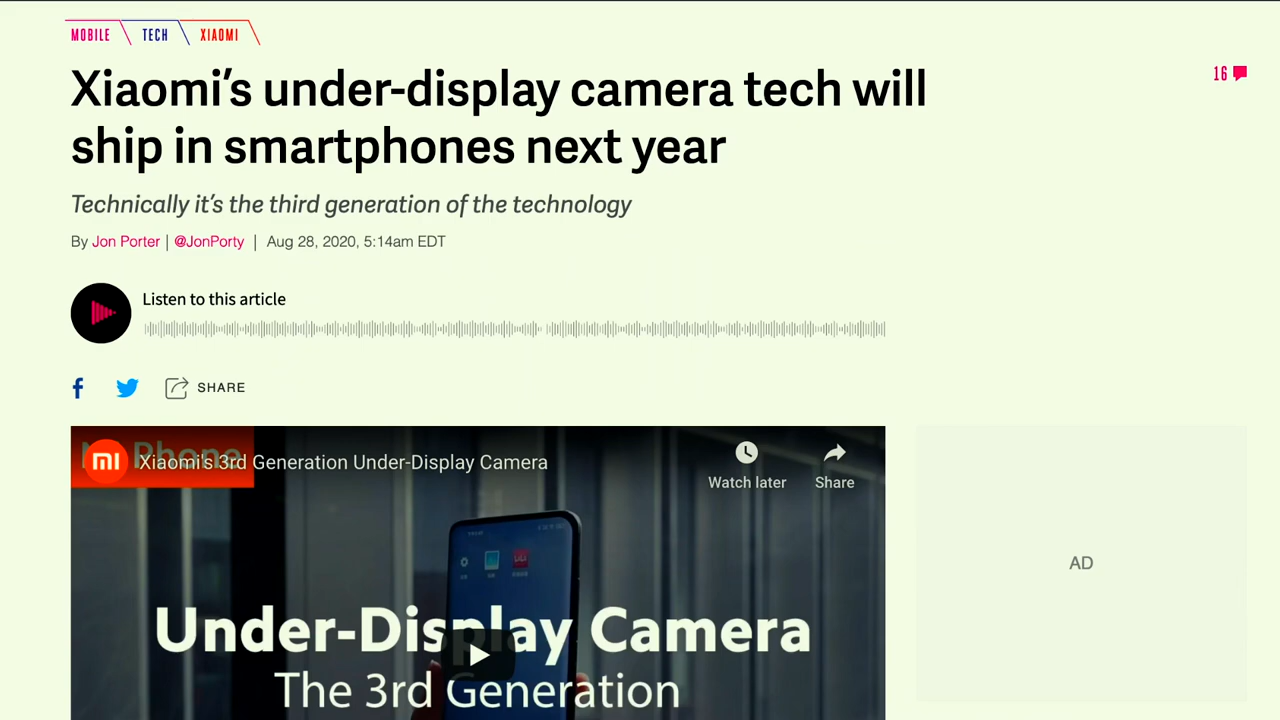 MOBILE TECH XIAOMI
Xiaomi’s under-display camera tech will
ship in smartphones next year
16
Technically it’s the third generation of the technology
By Jon Porter | @JonPorty | Aug 28, 2020, 5:14am EDT
Listen to this article
SHARE
Xiaomi's 3rd Generation Under-Display Camera
Watch later
Share
Under-Display Camera
The 3rd Generation
AD